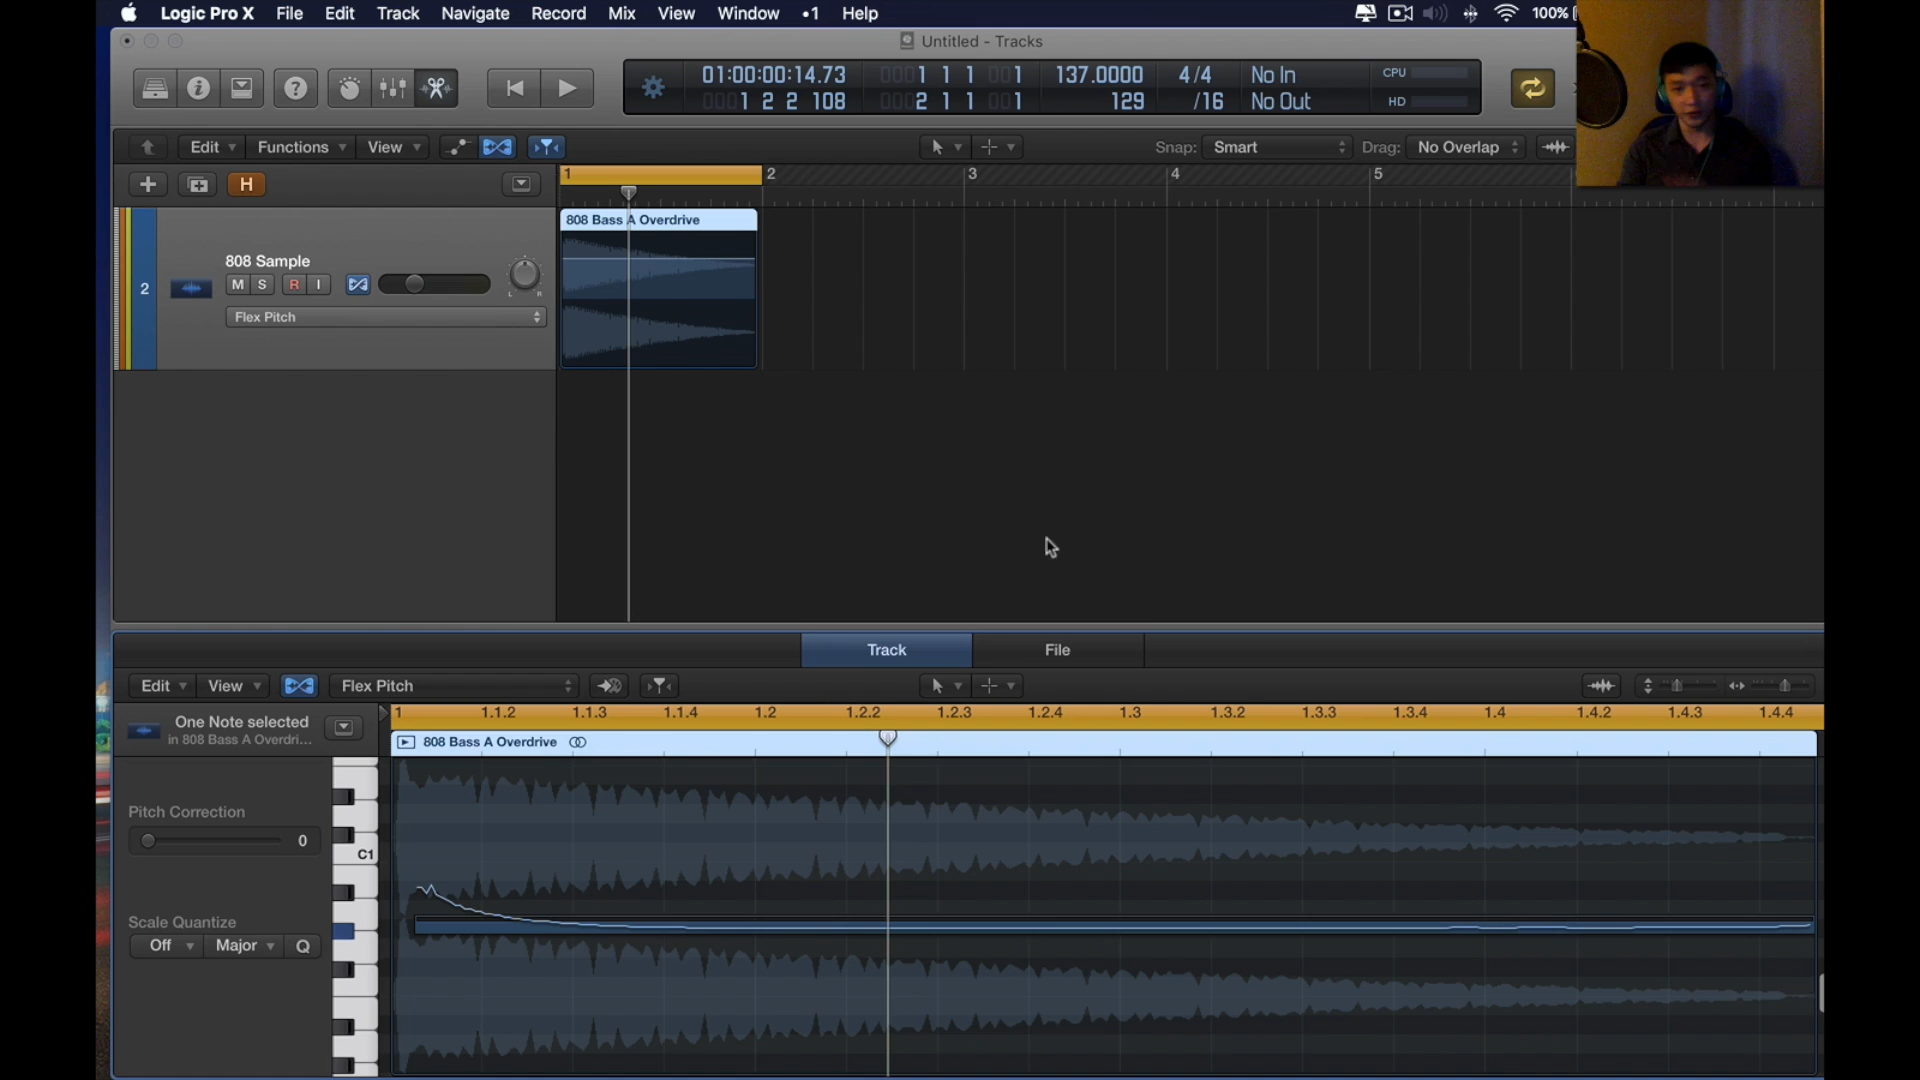 Logic Pro X File Edit Track Navigate Record Mix View Window •1 Help 100%
Untitled - Tracks
01:00:00:14.73 0001 1 1 001 137.0000 4/4 No In CPU
0001 2 2 108 0002 1 1 001 129 /16 No Out HD
Edit Functions View Snap: Smart Drag: No Overlap
H 1 2 3 4 5
808 Bass A Overdrive
2 808 Sample
M S R I
L R
Flex Pitch
Track File
Edit View Flex Pitch
1 1.1.2 1.1.3 1.1.4 1.2 1.2.2 1.2.3 1.2.4 1.3 1.3.2 1.3.3 1.3.4 1.4 1.4.2 1.4.3 1.4.4
One Note selected
in 808 Bass A Overdri...
808 Bass A Overdrive
Pitch Correction
0
C1
Scale Quantize
Off Major Q